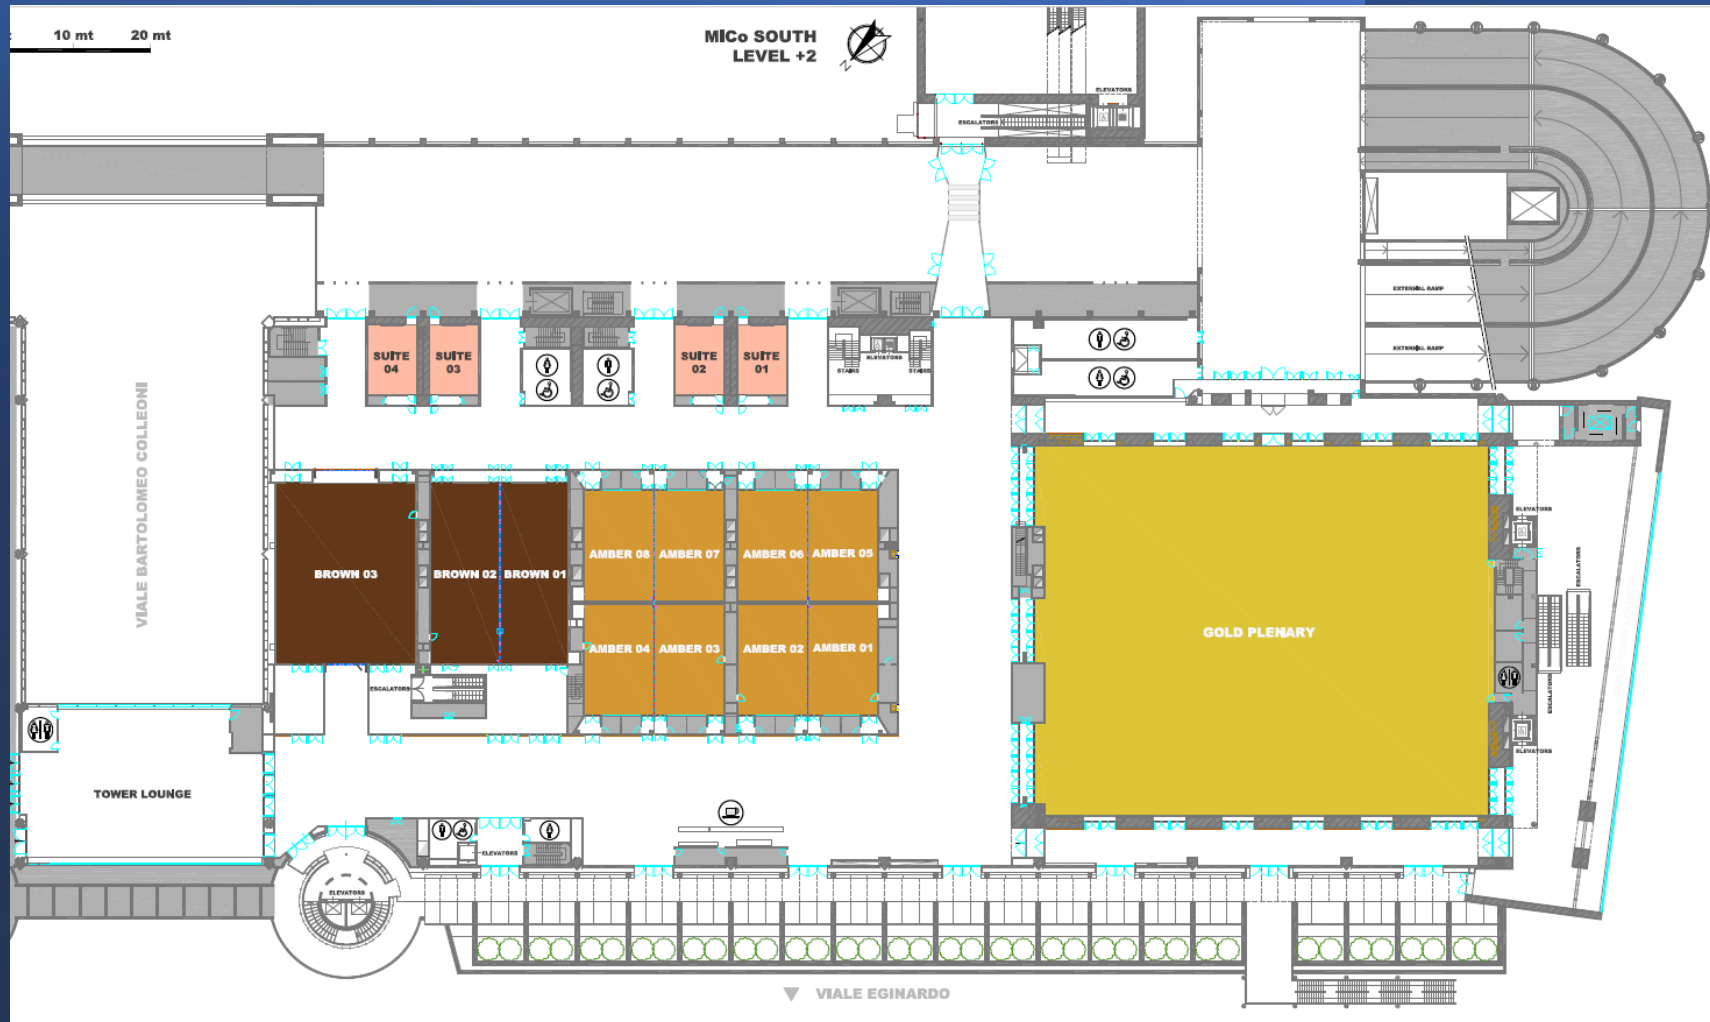 10 mt 20 mt
MICo SOUTH
LEVEL +2
N
ELEVATORS
ESCALATORS
EXTERNAL RAMP
EXTERNAL RAMP
SUITE
04
SUITE
03
SUITE
02
SUITE
01
ELEVATORS
STAIRS
STAIRS
VIALE BARTOLOMEO COLLEONI
BROWN 03
BROWN 02
BROWN 01
AMBER 08
AMBER 07
AMBER 06
AMBER 05
AMBER 04
AMBER 03
AMBER 02
AMBER 01
GOLD PLENARY
ELEVATORS
ESCALATORS
ESCALATORS
ELEVATORS
ESCALATORS
TOWER LOUNGE
ELEVATORS
ELEVATORS
VIALE EGINARDO